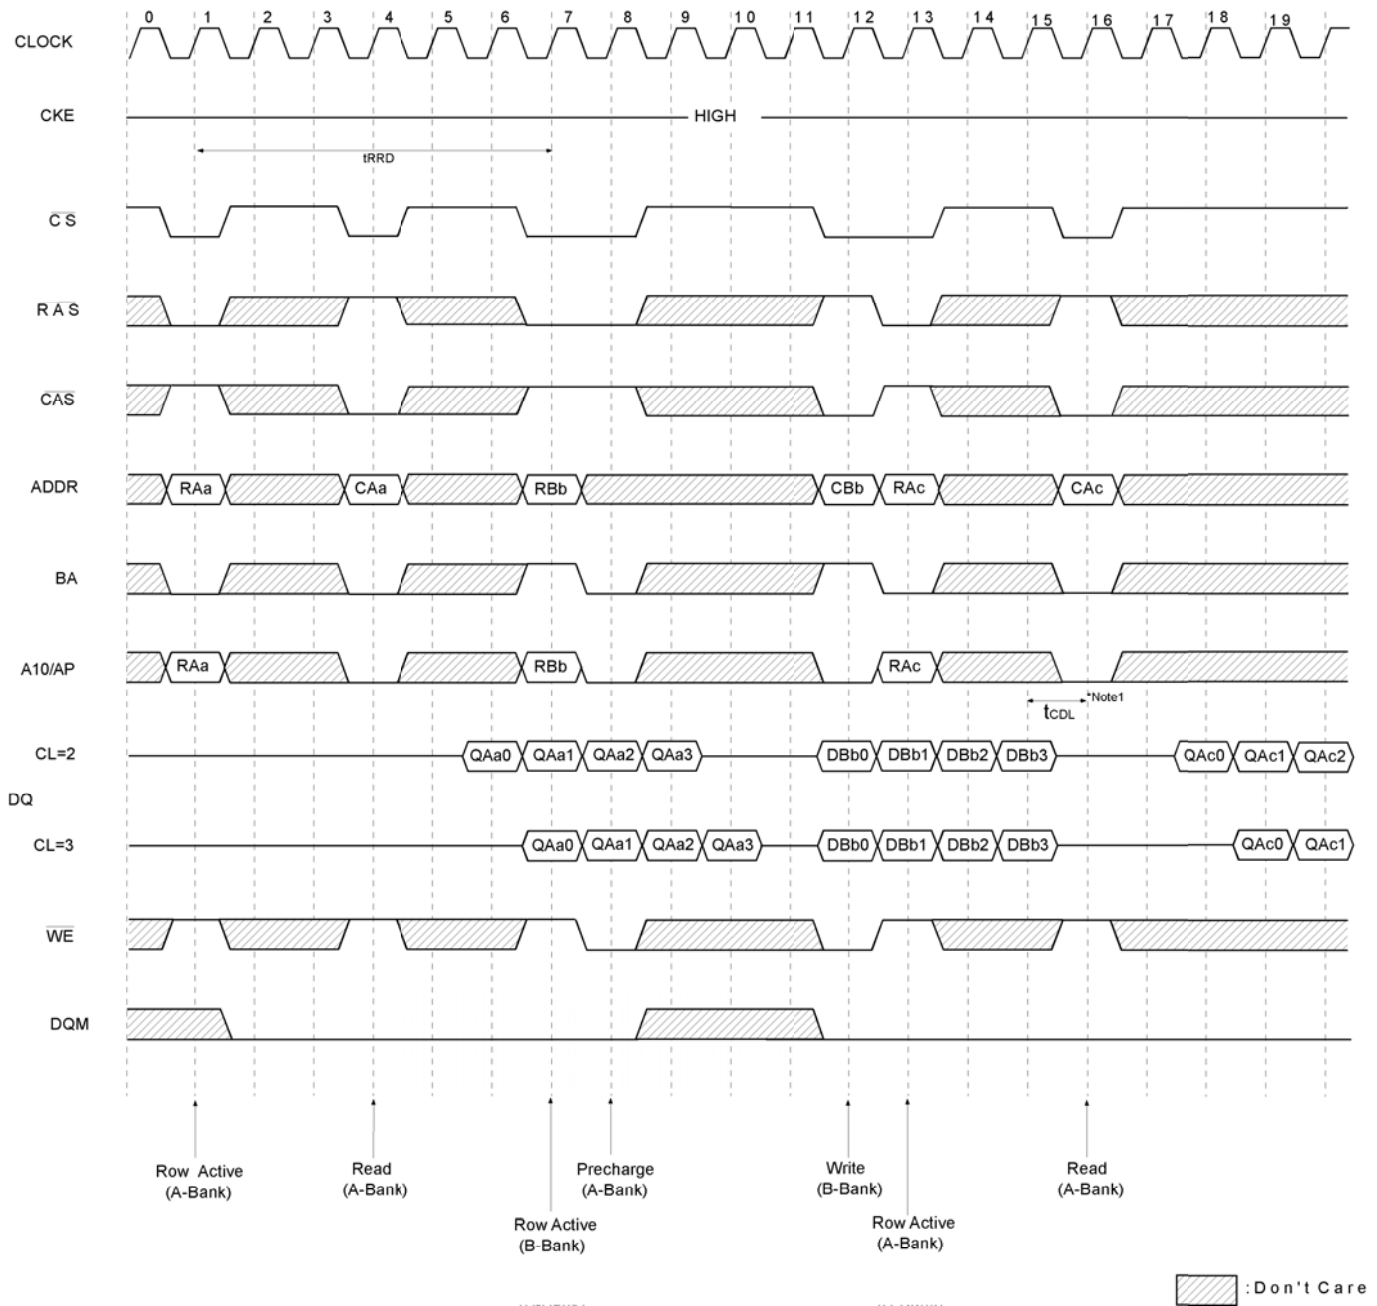 0 1 2 3 4 5 6 7 8 9 10 11 12 13 14 15 16 17 18 19
CLOCK
CKE
HIGH
tRRD
CS
RAS
CAS
ADDR
RAa CAa RBb CBb RAc CAc
BA
A10/AP
RAa RBb RAc
tCDL *Note1
CL=2
QAa0 QAa1 QAa2 QAa3 DBb0 DBb1 DBb2 DBb3 QAc0 QAc1 QAc2
DQ
CL=3
QAa0 QAa1 QAa2 QAa3 DBb0 DBb1 DBb2 DBb3 QAc0 QAc1
WE
DQM
Row Active
(A-Bank)
Read
(A-Bank)
Row Active
(B-Bank)
Precharge
(A-Bank)
Write
(B-Bank)
Row Active
(A-Bank)
Read
(A-Bank)
:Don't Care